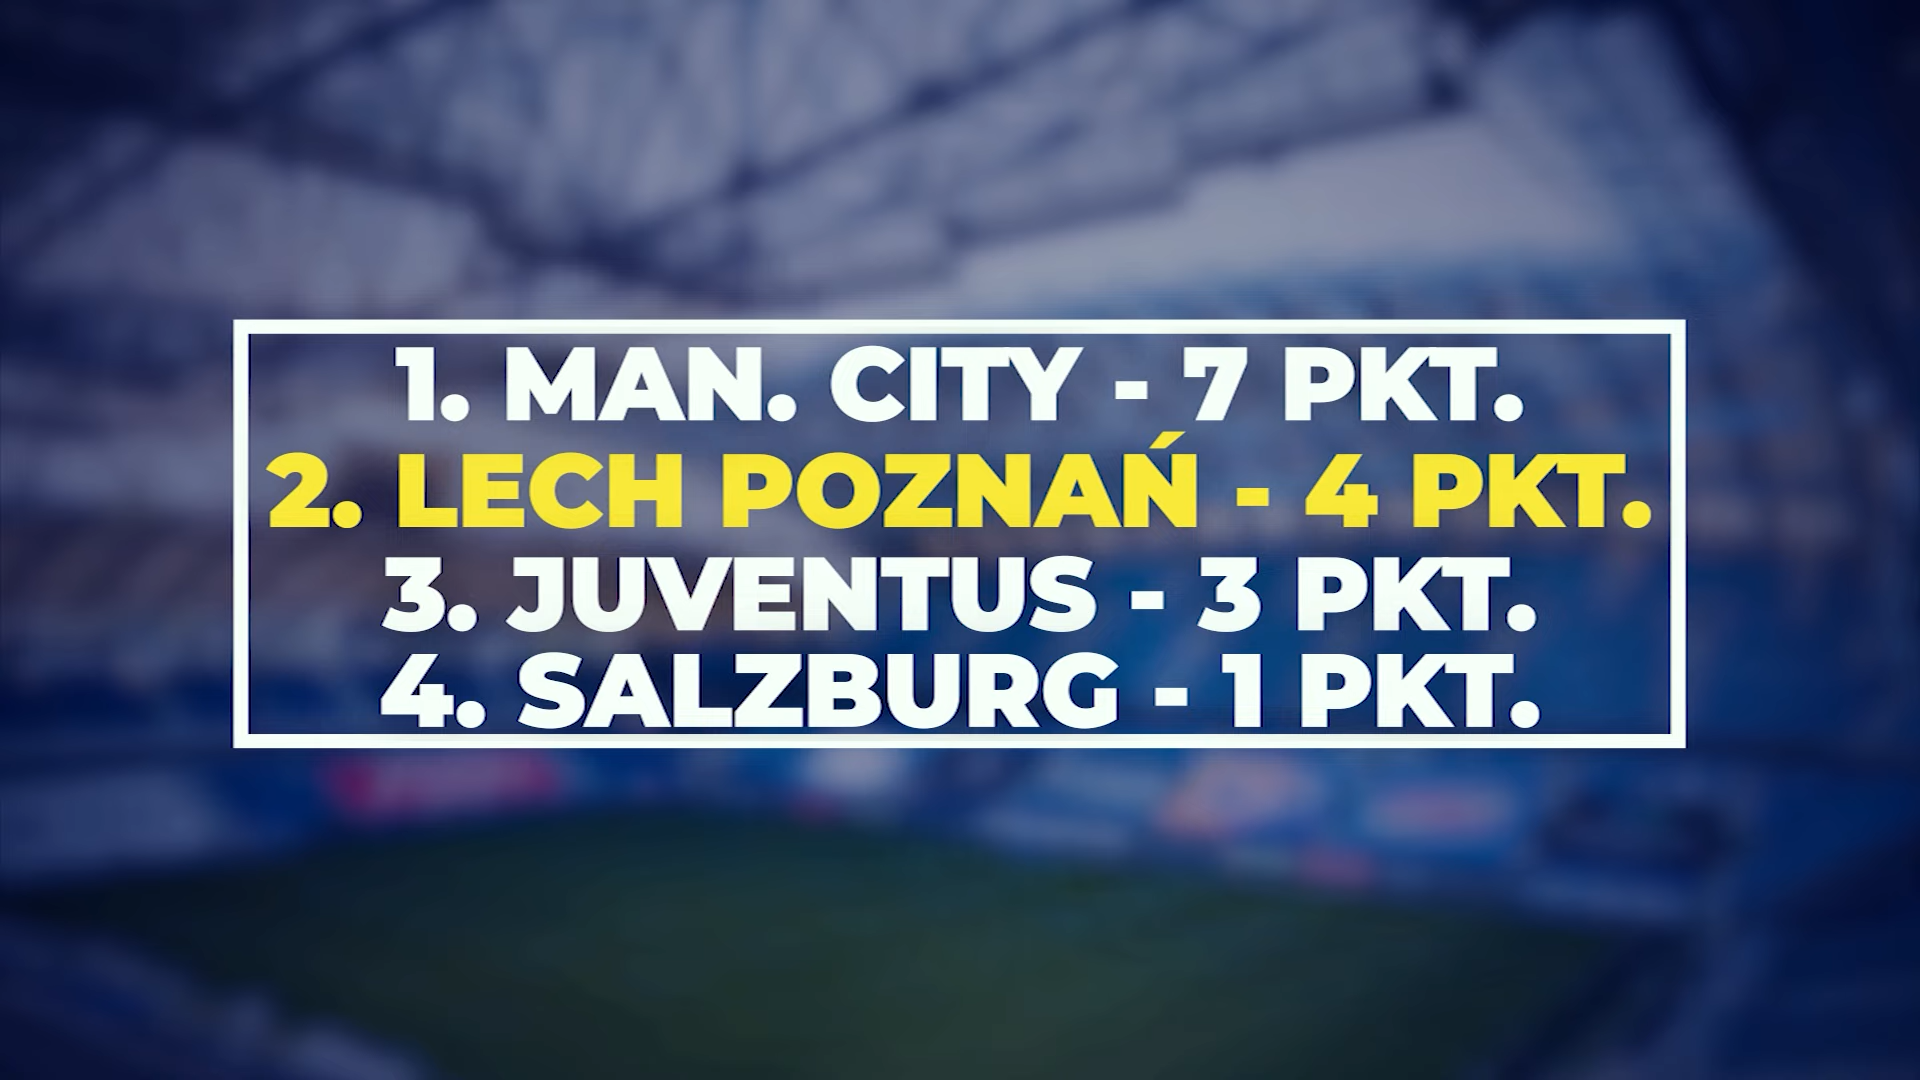 1. MAN. CITY - 7 PKT.
2. LECH POZNAŃ - 4 PKT.
3. JUVENTUS - 3 PKT.
4. SALZBURG - 1 PKT.